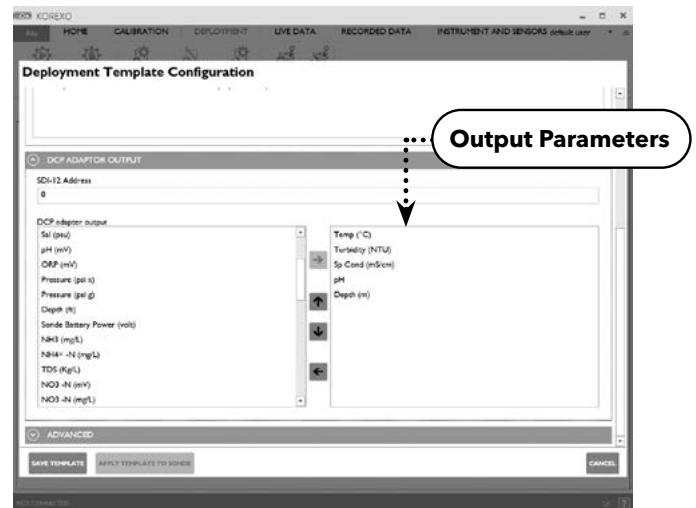 KOREXO
File HOME CALIBRATION DEPLOYMENT LIVE DATA RECORDED DATA INSTRUMENT AND SENSORS default user
Deployment Template Configuration
Output Parameters
DCP ADAPTOR OUTPUT
SDI-12 Address
0
DCP adapter output
Sal (psu)
pH (mV)
ORP (mV)
Pressure (psi a)
Pressure (psi g)
Depth (ft)
Sonde Battery Power (volt)
NH3 (mg/L)
NH4+ -N (mg/L)
TDS (Kg/L)
NO3 -N (mV)
NO3 -N (mg/L)
Temp (°C)
Turbidity (NTU)
Sp Cond (mS/cm)
pH
Depth (m)
ADVANCED
SAVE TEMPLATE APPLY TEMPLATE TO SONDE CANCEL
NOT CONNECTED